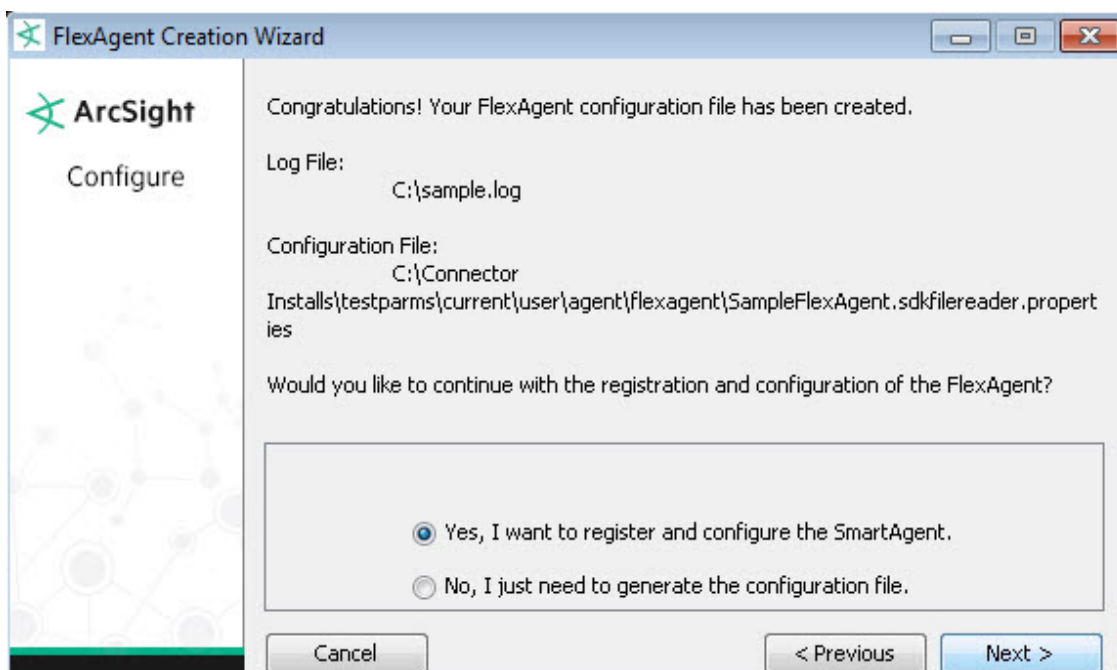 FlexAgent Creation Wizard
ArcSight
Configure
Congratulations! Your FlexAgent configuration file has been created.
Log File:
C:\sample.log
Configuration File:
C:\Connector
Installs\testparms\current\user\agent\flexagent\SampleFlexAgent.sdkfilereader.propert
ies
Would you like to continue with the registration and configuration of the FlexAgent?
Yes, I want to register and configure the SmartAgent.
No, I just need to generate the configuration file.
Cancel
< Previous
Next >